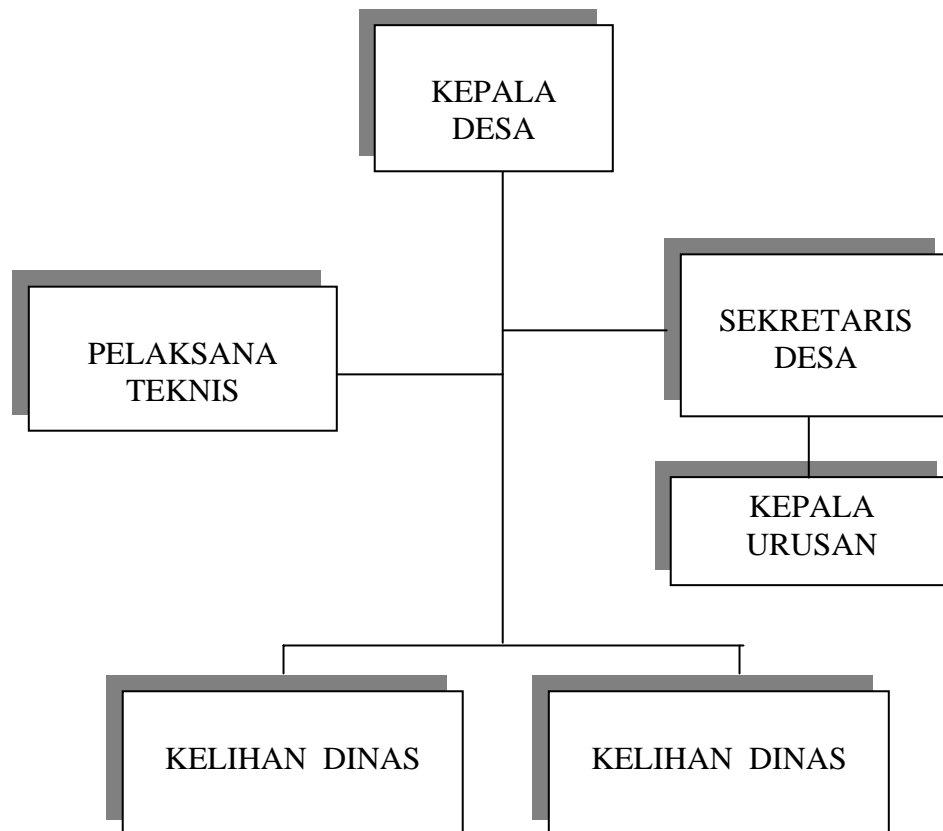 KEPALA
DESA
SEKRETARIS
DESA
PELAKSANA
TEKNIS
KEPALA
URUSAN
KELIHAN DINAS
KELIHAN DINAS